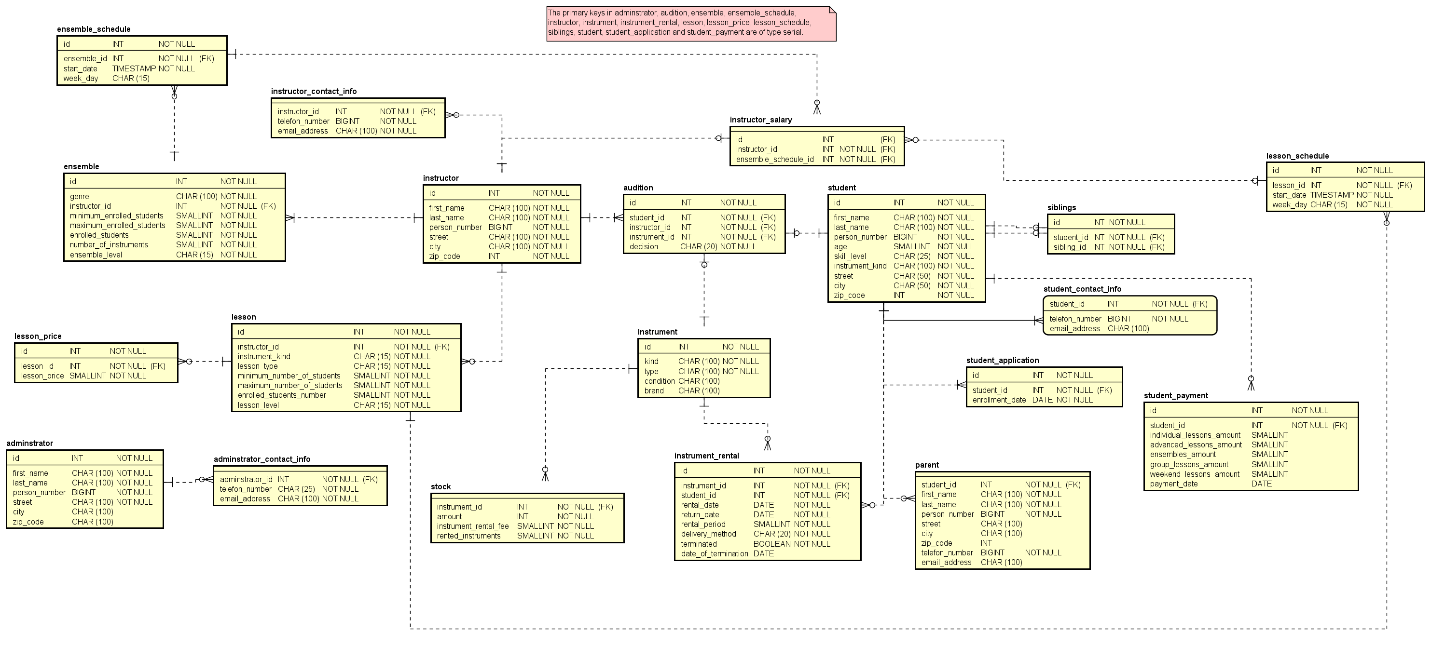 The primary keys in adminstrator, audition, ensemble, ensemble_schedule,
instructor, instrument, instrument_rental, lesson, lesson_price, lesson_schedule,
siblings, student, student_application and student_payment are of type serial.
ensemble_schedule
id INT NOT NULL
ensemble_id INT NOT NULL (FK)
start_date TIMESTAMP NOT NULL
week_day CHAR (15)
instructor_contact_info
instructor_id INT NOT NULL (FK)
telefon_number BIGINT NOT NULL
email_address CHAR (100) NOT NULL
instructor_salary
id INT (FK)
instructor_id INT NOT NULL (FK)
ensemble_schedule_id INT NOT NULL (FK)
lesson_schedule
id INT NOT NULL
lesson_id INT NOT NULL (FK)
start_date TIMESTAMP NOT NULL
week_day CHAR (15) NOT NULL
ensemble
id INT NOT NULL
genre CHAR (100) NOT NULL
instructor_id INT NOT NULL (FK)
minimum_enrolled_students SMALLINT NOT NULL
maximum_enrolled_students SMALLINT NOT NULL
enrolled_students SMALLINT NOT NULL
number_of_instruments SMALLINT NOT NULL
ensemble_level CHAR (15) NOT NULL
instructor
id INT NOT NULL
first_name CHAR (100) NOT NULL
last_name CHAR (100) NOT NULL
person_number BIGINT NOT NULL
street CHAR (100) NOT NULL
city CHAR (100) NOT NULL
zip_code INT NOT NULL
audition
id INT NOT NULL
student_id INT NOT NULL (FK)
instructor_id INT NOT NULL (FK)
instrument_id INT NOT NULL (FK)
decision CHAR (20) NOT NULL
student
id INT NOT NULL
first_name CHAR (100) NOT NULL
last_name CHAR (100) NOT NULL
person_number BIGINT NOT NULL
age SMALLINT NOT NULL
skill_level CHAR (25) NOT NULL
instrument_kind CHAR (100) NOT NULL
street CHAR (50) NOT NULL
city CHAR (50) NOT NULL
zip_code INT NOT NULL
siblings
id INT NOT NULL
student_id INT NOT NULL (FK)
sibling_id INT NOT NULL (FK)
student_contact_info
student_id INT NOT NULL (FK)
telefon_number BIGINT NOT NULL
email_address CHAR (100)
lesson_price
id INT NOT NULL
lesson_id INT NOT NULL (FK)
lesson_price SMALLINT NOT NULL
lesson
id INT NOT NULL
instructor_id INT NOT NULL (FK)
instrument_kind CHAR (15) NOT NULL
lesson_type CHAR (15) NOT NULL
minimum_number_of_students SMALLINT NOT NULL
maximum_number_of_students SMALLINT NOT NULL
enrolled_students_number SMALLINT NOT NULL
lesson_level CHAR (15) NOT NULL
instrument
id INT NOT NULL
kind CHAR (100) NOT NULL
type CHAR (100) NOT NULL
condition CHAR (100)
brend CHAR (100)
student_application
id INT NOT NULL
student_id INT NOT NULL (FK)
enrollment_date DATE NOT NULL
student_payment
id INT NOT NULL
student_id INT NOT NULL (FK)
individual_lessons_amount SMALLINT
advanced_lessons_amount SMALLINT
ensembles_amount SMALLINT
group_lessons_amount SMALLINT
weekend_lessons_amount SMALLINT
payment_date DATE
adminstrator
id INT NOT NULL
first_name CHAR (100) NOT NULL
last_name CHAR (100) NOT NULL
person_number BIGINT NOT NULL
street CHAR (100) NOT NULL
city CHAR (100)
zip_code CHAR (100)
adminstrator_contact_info
adminstrator_id INT NOT NULL (FK)
telefon_number CHAR (25) NOT NULL
email_address CHAR (100) NOT NULL
stock
instrument_id INT NOT NULL (FK)
amount INT NOT NULL
instrument_rental_fee SMALLINT NOT NULL
rented_instruments SMALLINT NOT NULL
instrument_rental
id INT NOT NULL
instrument_id INT NOT NULL (FK)
student_id INT NOT NULL (FK)
rental_date DATE NOT NULL
return_date DATE NOT NULL
rental_period SMALLINT NOT NULL
delivery_method CHAR (20) NOT NULL
terminated BOOLEAN NOT NULL
date_of_termination DATE
parent
student_id INT NOT NULL (FK)
first_name CHAR (100) NOT NULL
last_name CHAR (100) NOT NULL
person_number BIGINT NOT NULL
street CHAR (100)
city CHAR (100)
zip_code INT
telefon_number BIGINT NOT NULL
email_address CHAR (100)